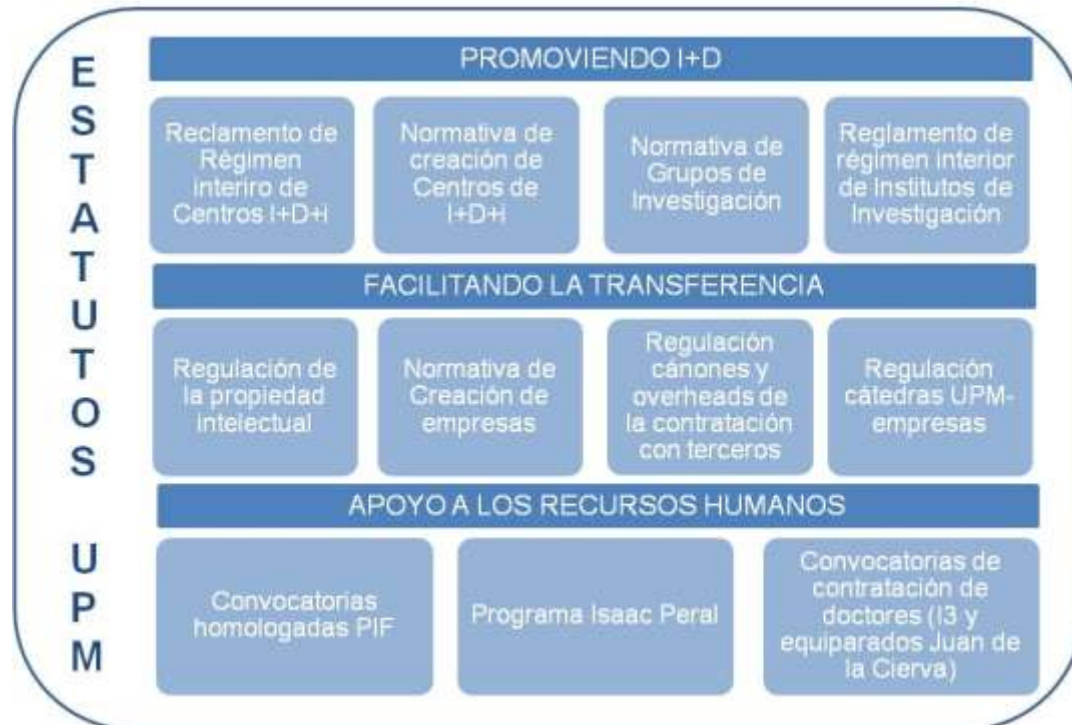 ESTATUTOS UPM
PROMOVIENDO I+D
Reclamento de
Régimen
interiro de
Centros I+D+i
Normativa de
creación de
Centros de
I+D+i
Normativa de
Grupos de
Investigación
Reglamento de
régimen interior
de Institutos de
Investigación
FACILITANDO LA TRANSFERENCIA
Regulación de
la propiedad
intelectual
Normativa de
Creación de
empresas
Regulación
cánones y
overheads de
la contratación
con terceros
Regulación
cátedras UPM-
empresas
APOYO A LOS RECURSOS HUMANOS
Convocatorias
homologadas PIF
Programa Isaac Peral
Convocatorias de
contratación de
doctores (I3 y
equiparados Juan de
la Cierva)